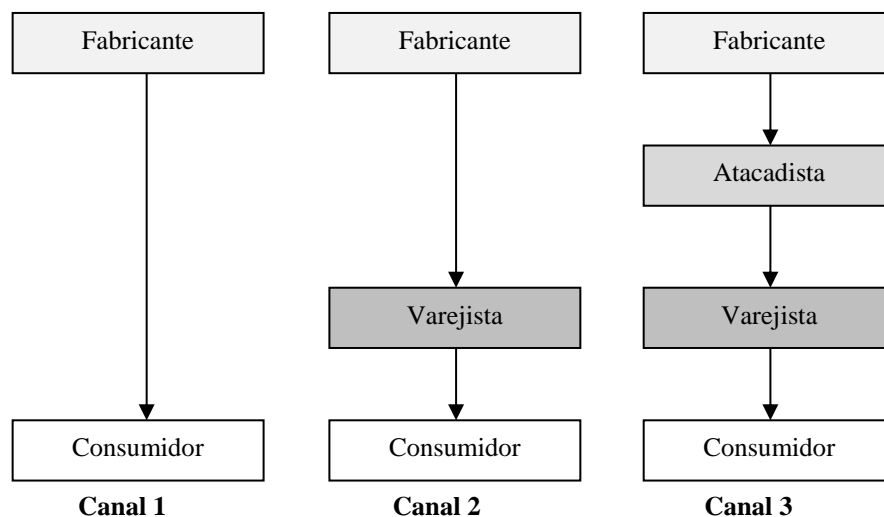 Fabricante
Fabricante
Fabricante
Atacadista
Varejista
Varejista
Consumidor
Consumidor
Consumidor
Canal 1
Canal 2
Canal 3